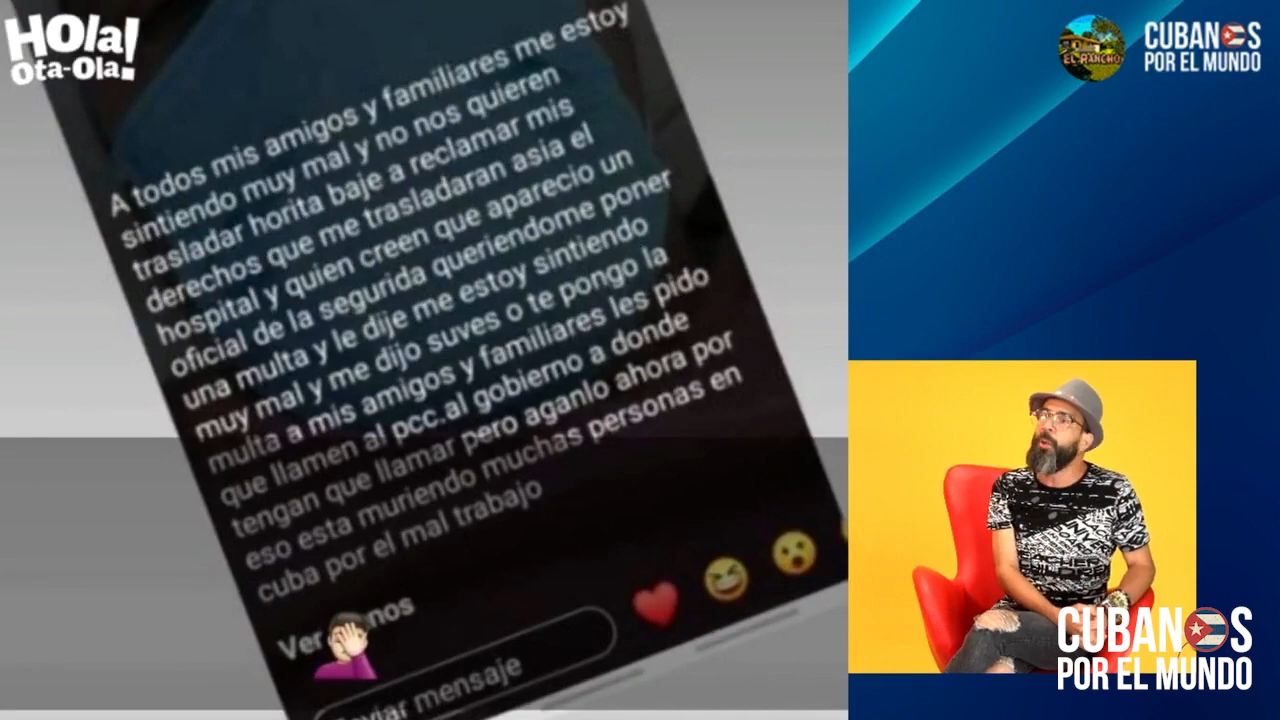 HOla!
Ota-Ola!
A todos mis amigos y familiares me estoy
sintiendo muy mal y no nos quieren
trasladar horita baje a reclamar mis
derechos que me trasladaran asia el
hospital y quien creen que aparecio un
oficial de la segurida queriendome poner
una multa y le dije me estoy sintiendo
muy mal y me dijo suves o te pongo la
multa a mis amigos y familiares les pido
que llamen al pcc.al gobierno a donde
tengan que llamar pero aganlo ahora por
eso esta muriendo muchas personas en
cuba por el mal trabajo
Ver
nos
mensaje
EL RANCHO
CUBANOS
POR EL MUNDO
CUBANOS
POR EL MUNDO